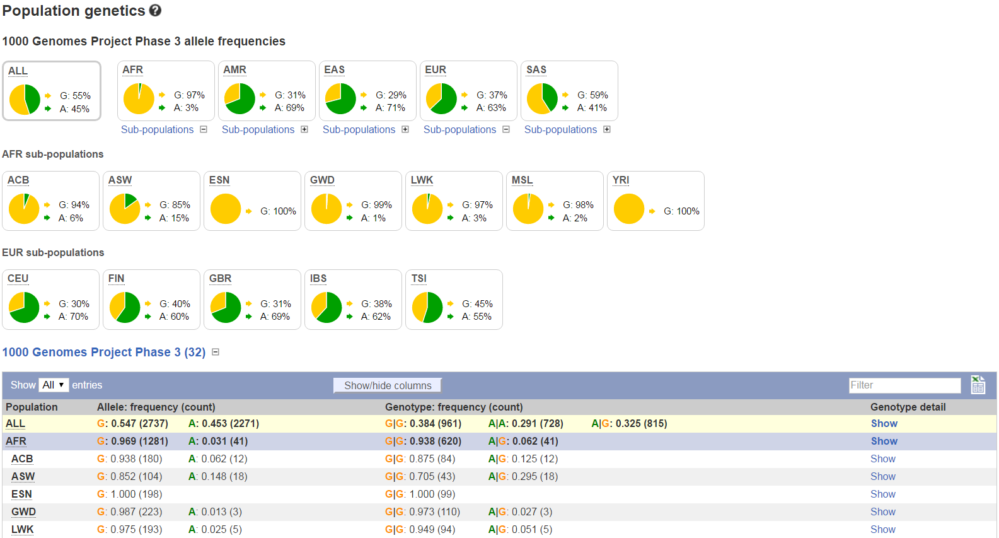 Population genetics ?
1000 Genomes Project Phase 3 allele frequencies
ALL
G: 55%
A: 45%
AFR
G: 97%
A: 3%
Sub-populations
AMR
G: 31%
A: 69%
Sub-populations
EAS
G: 29%
A: 71%
Sub-populations
EUR
G: 37%
A: 63%
Sub-populations
SAS
G: 59%
A: 41%
Sub-populations
AFR sub-populations
ACB
G: 94%
A: 6%
ASW
G: 85%
A: 15%
ESN
G: 100%
GWD
G: 99%
A: 1%
LWK
G: 97%
A: 3%
MSL
G: 98%
A: 2%
YRI
G: 100%
EUR sub-populations
CEU
G: 30%
A: 70%
FIN
G: 40%
A: 60%
GBR
G: 31%
A: 69%
IBS
G: 38%
A: 62%
TSI
G: 45%
A: 55%
1000 Genomes Project Phase 3 (32)
Show All entries Show/hide columns Filter
Population Allele: frequency (count) Genotype: frequency (count) Genotype detail
ALL G: 0.547 (2737) A: 0.453 (2271) G|G: 0.384 (961) A|A: 0.291 (728) A|G: 0.325 (815) Show
AFR G: 0.969 (1281) A: 0.031 (41) G|G: 0.938 (620) A|G: 0.062 (41) Show
ACB G: 0.938 (180) A: 0.062 (12) G|G: 0.875 (84) A|G: 0.125 (12) Show
ASW G: 0.852 (104) A: 0.148 (18) G|G: 0.705 (43) A|G: 0.295 (18) Show
ESN G: 1.000 (198) G|G: 1.000 (99) Show
GWD G: 0.987 (223) A: 0.013 (3) G|G: 0.973 (110) A|G: 0.027 (3) Show
LWK G: 0.975 (193) A: 0.025 (5) G|G: 0.949 (94) A|G: 0.051 (5) Show